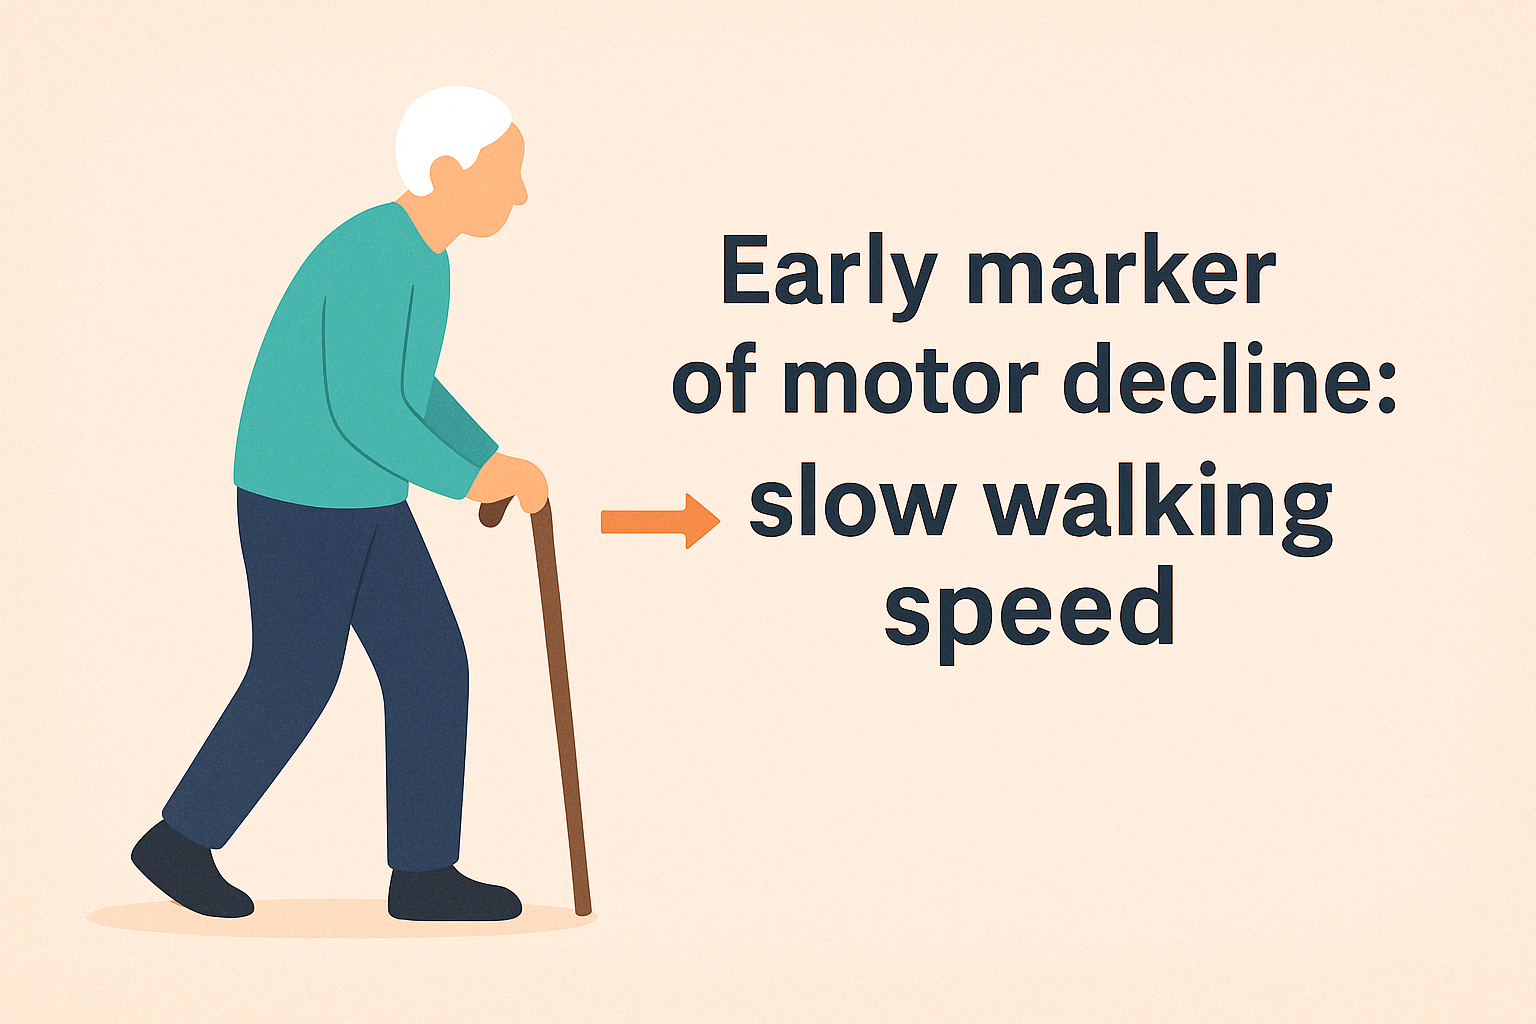 Early marker
of motor decline:
slow walking
speed